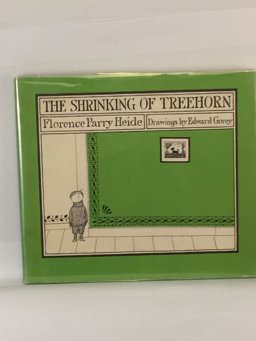 THE SHRINKING OF TREEHORN
Florence Parry Heide Drawings by Edward Gorey